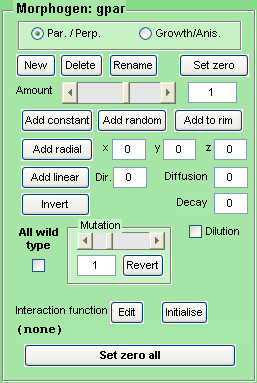 Morphogen: gpar
Par. / Perp. Growth/Anis.
New Delete Rename Set zero
Amount 1
Add constant Add random Add to rim
Add radial x 0 y 0 z 0
Add linear Dir. 0 Diffusion 0
Invert Decay 0
Mutation
All wild type
Dilution
1 Revert
Interaction function Edit Initialise
(none)
Set zero all